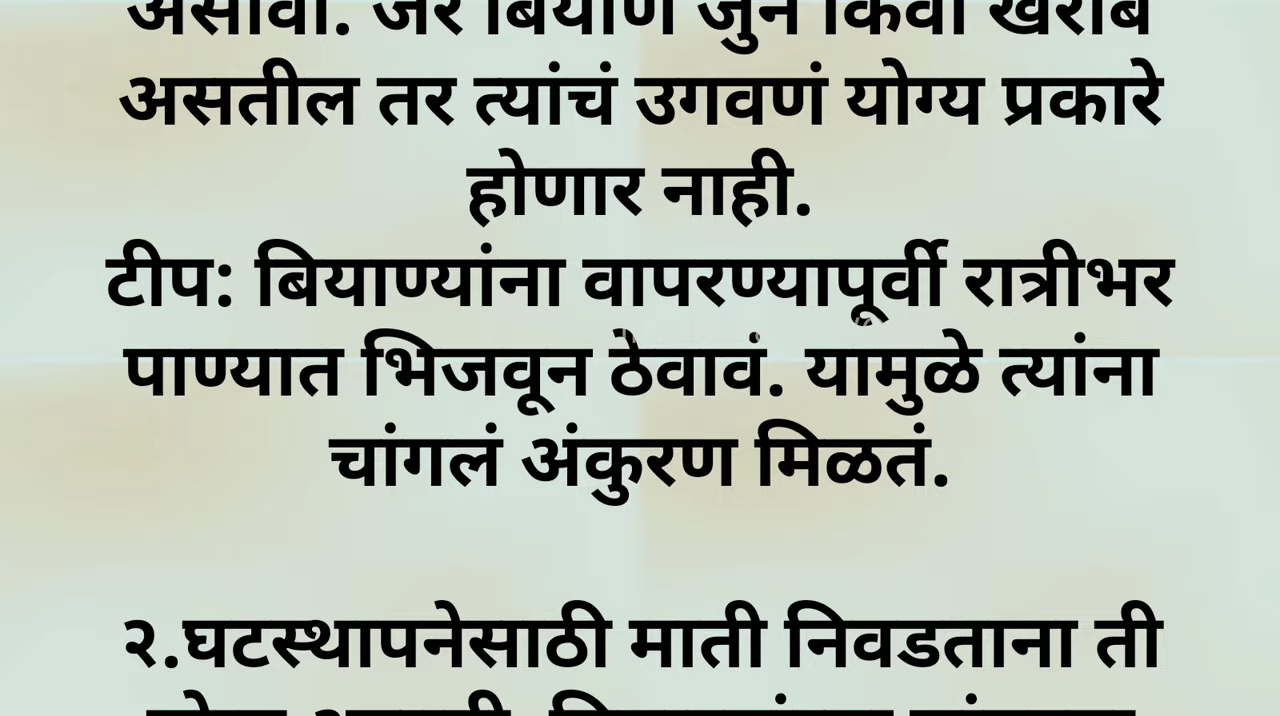 असावा. जर बियाणे जुने किंवा खराब
असतील तर त्यांचं उगवणं योग्य प्रकारे
होणार नाही.
टीप: बियाण्यांना वापरण्यापूर्वी रात्रीभर
पाण्यात भिजवून ठेवावं. यामुळे त्यांना
चांगलं अंकुरण मिळतं.
२.घटस्थापनेसाठी माती निवडताना ती